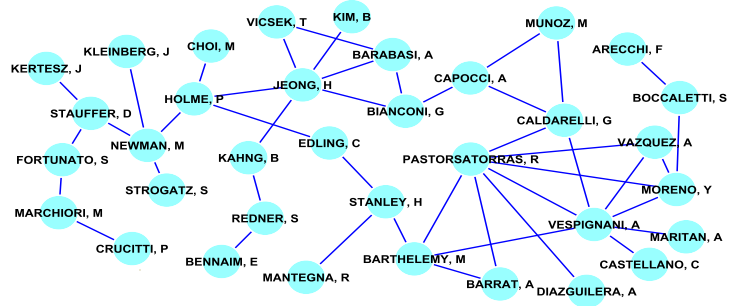 VICSEK, T
KIM, B
MUNOZ, M
CHOI, M
KLEINBERG, J
BARABASI, A
ARECCHI, F
KERTESZ, J
CAPOCCI, A
JEONG, H
HOLME, P
BOCCALETTI, S
STAUFFER, D
BIANCONI, G
CALDARELLI, G
EDLING, C
VAZQUEZ, A
NEWMAN, M
KAHNG, B
PASTORSATORRAS, R
FORTUNATO, S
STROGATZ, S
MORENO, Y
STANLEY, H
MARCHIORI, M
REDNER, S
VESPIGNANI, A
MARITAN, A
CRUCITTI, P
BENNAIM, E
BARTHELEMY, M
CASTELLANO, C
MANTEGNA, R
BARRAT, A
DIAZGUILERA, A